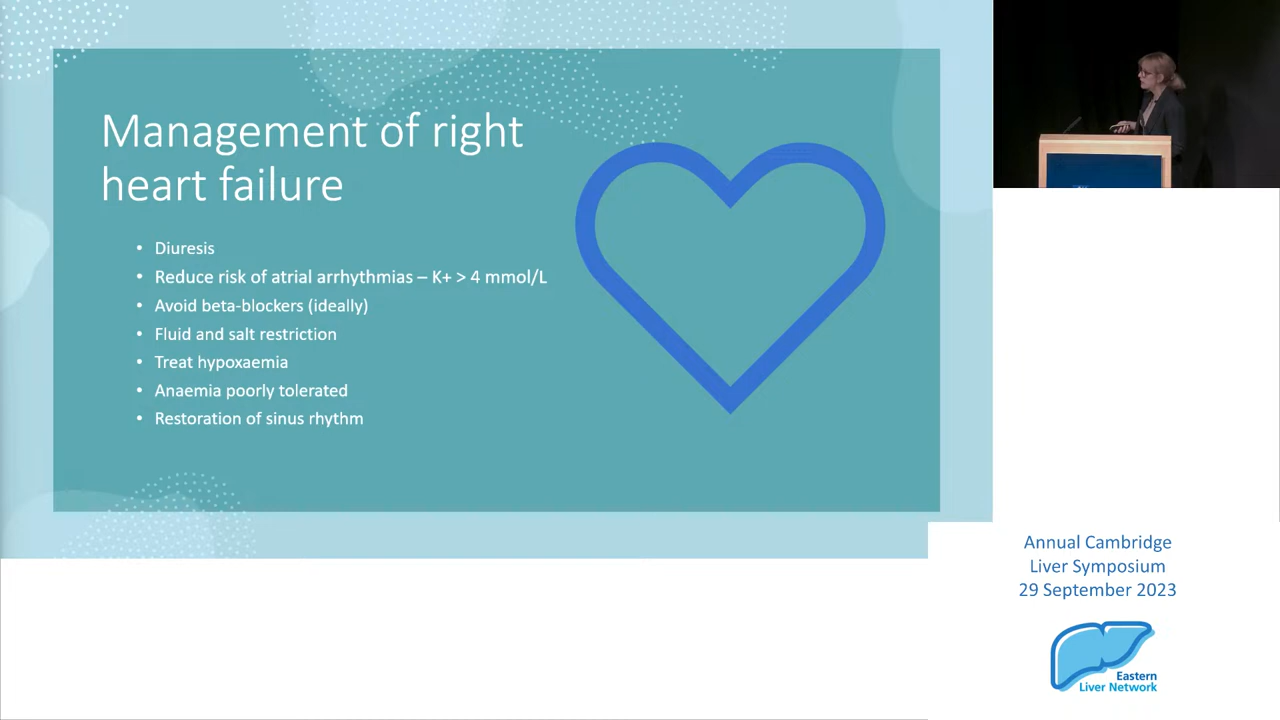 Management of right
heart failure
• Diuresis
• Reduce risk of atrial arrhythmias – K+ > 4 mmol/L
• Avoid beta-blockers (ideally)
• Fluid and salt restriction
• Treat hypoxaemia
• Anaemia poorly tolerated
• Restoration of sinus rhythm
Annual Cambridge
Liver Symposium
29 September 2023
Eastern
Liver Network